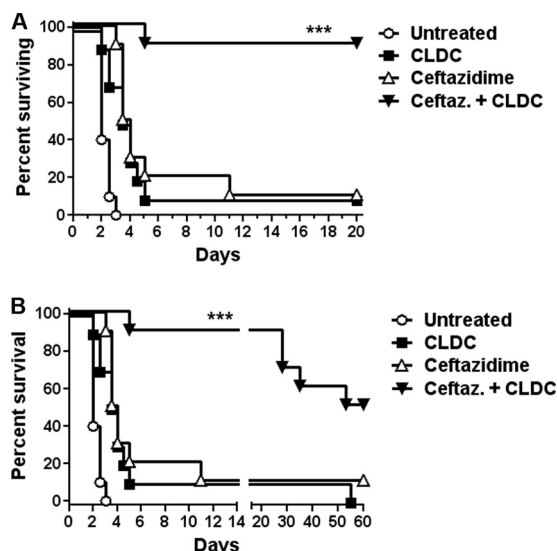 A
Percent surviving
100
80
60
40
20
0
0 2 4 6 8 10 12 14 16 18 20
Days
***
Untreated
CLDC
Ceftazidime
Ceftaz. + CLDC
B
Percent survival
100
80
60
40
20
0
0 2 4 6 8 10 12 14 20 30 40 50 60
Days
***
Untreated
CLDC
Ceftazidime
Ceftaz. + CLDC